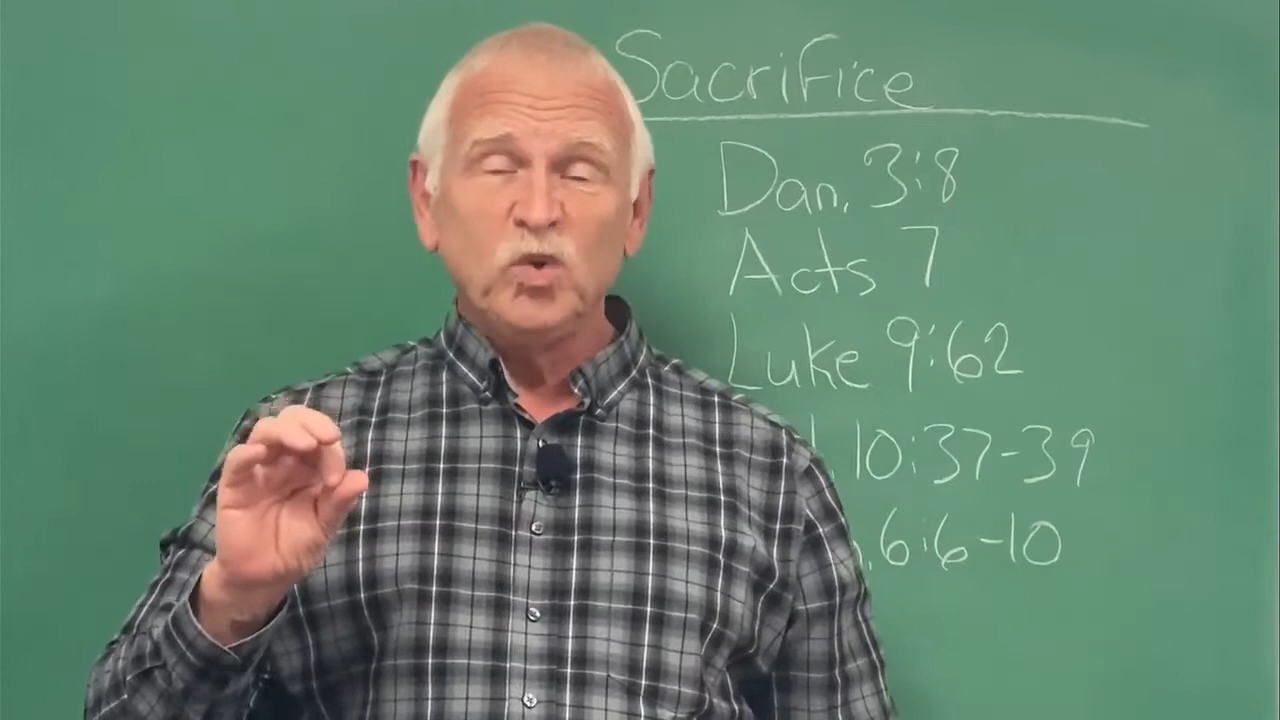 Sacrifice
Dan. 3:8
Acts 7
Luke 9:62
10:37-39
6:6-10